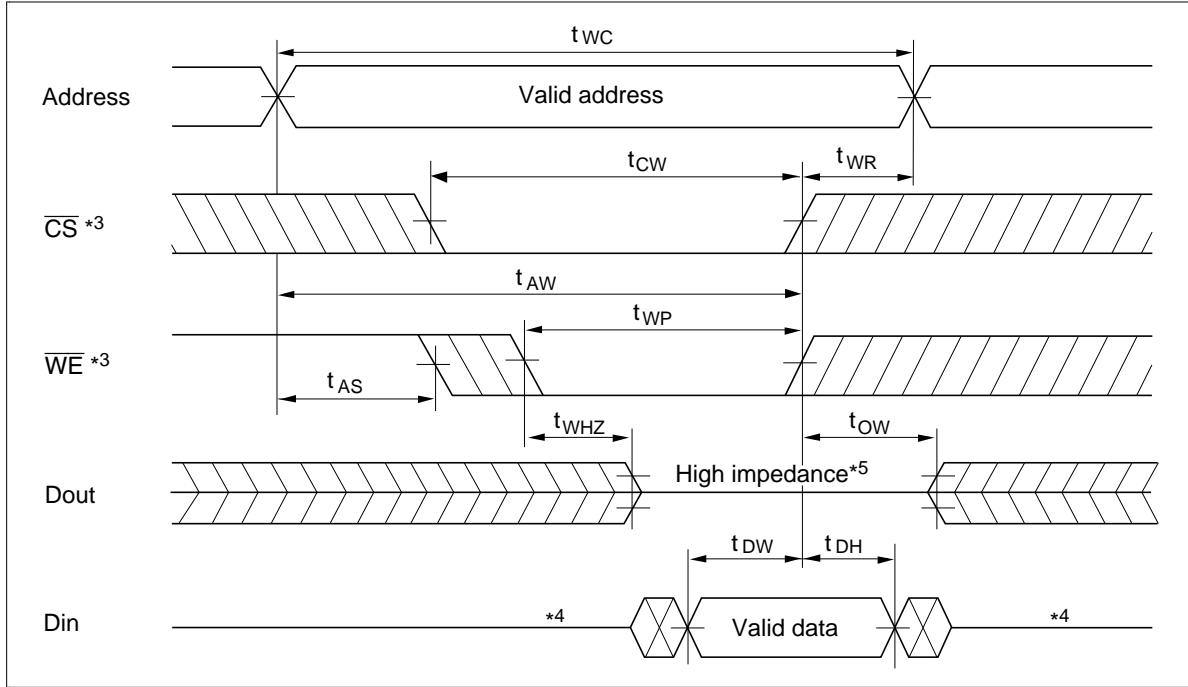 t WC
Address
Valid address
t CW
t WR
CS *3
t AW
t WP
WE *3
t AS
t WHZ
t OW
High impedance*5
Dout
t DW
t DH
Din
*4
Valid data
*4